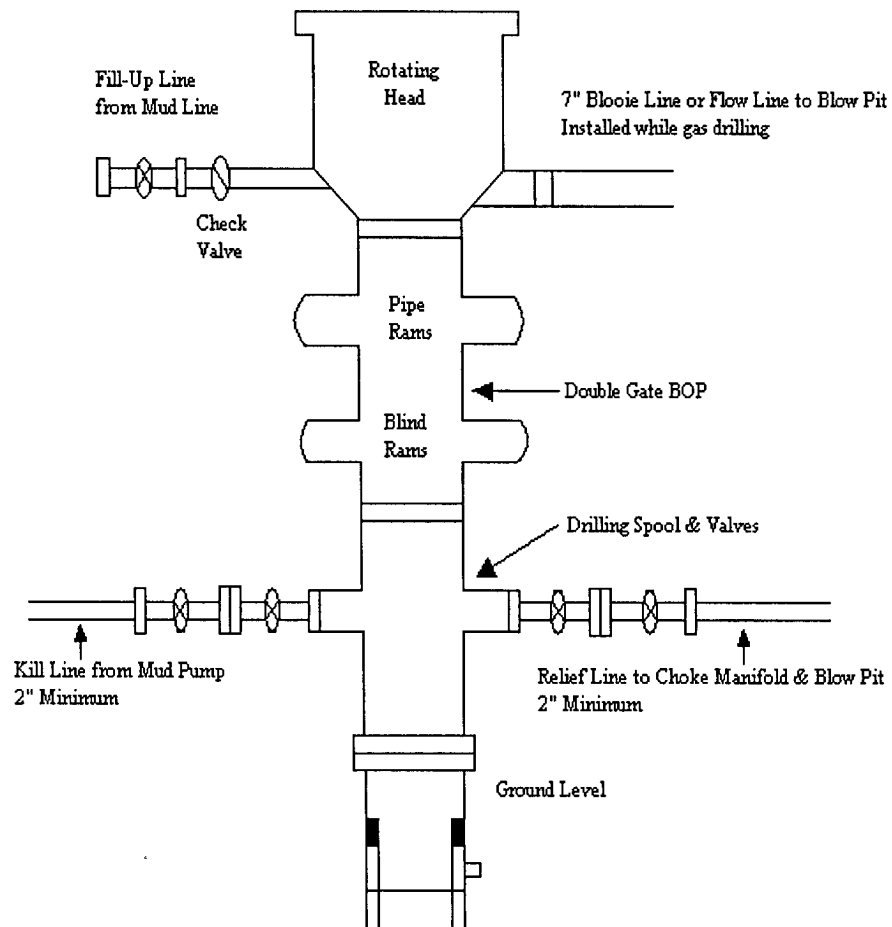 Rotating
Head
Fill-Up Line
from Mud Line
7" Blooie Line or Flow Line to Blow Pit
Installed while gas drilling
Check
Valve
Pipe
Rams
Double Gate BOP
Blind
Rams
Drilling Spool & Valves
Kill Line from Mud Pump
2" Minimum
Relief Line to Choke Manifold & Blow Pit
2" Minimum
Ground Level